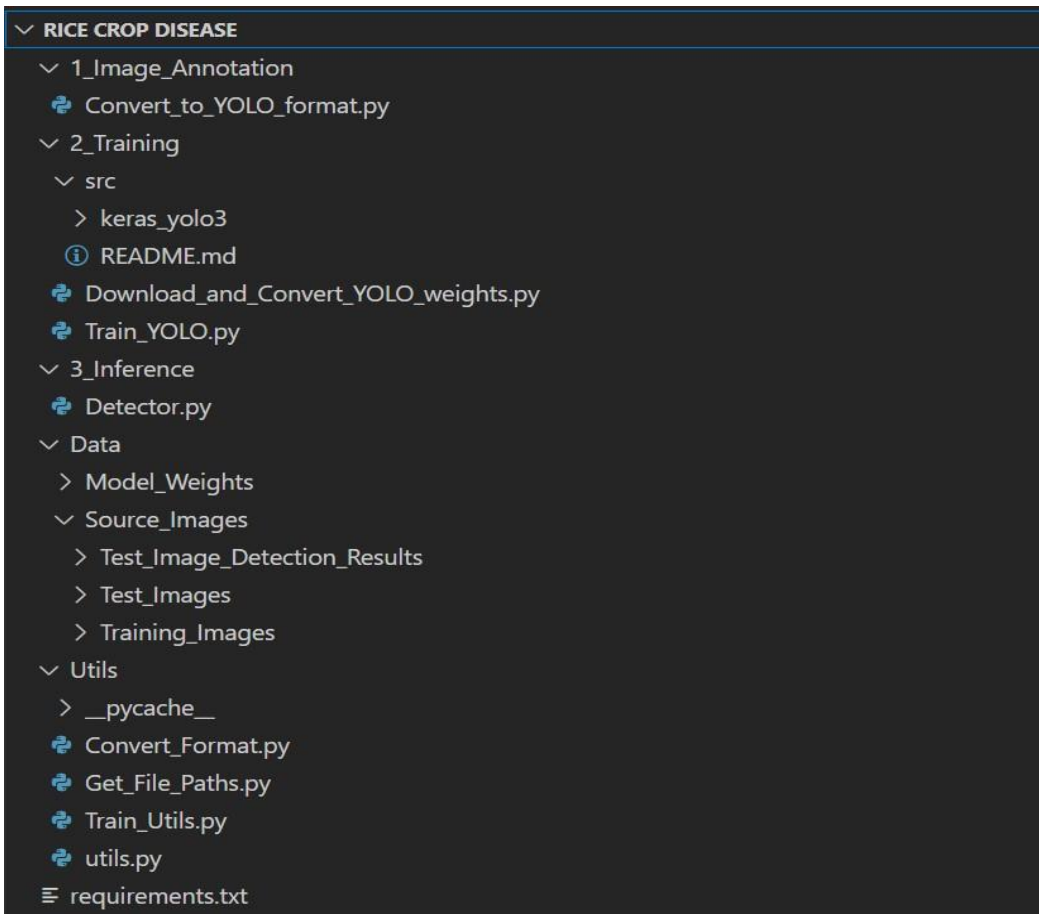 RICE CROP DISEASE
1_Image_Annotation
Convert_to_YOLO_format.py
2_Training
src
keras_yolo3
README.md
Download_and_Convert_YOLO_weights.py
Train_YOLO.py
3_Inference
Detector.py
Data
Model_Weights
Source_Images
Test_Image_Detection_Results
Test_Images
Training_Images
Utils
__pycache__
Convert_Format.py
Get_File_Paths.py
Train_Utils.py
utils.py
requirements.txt